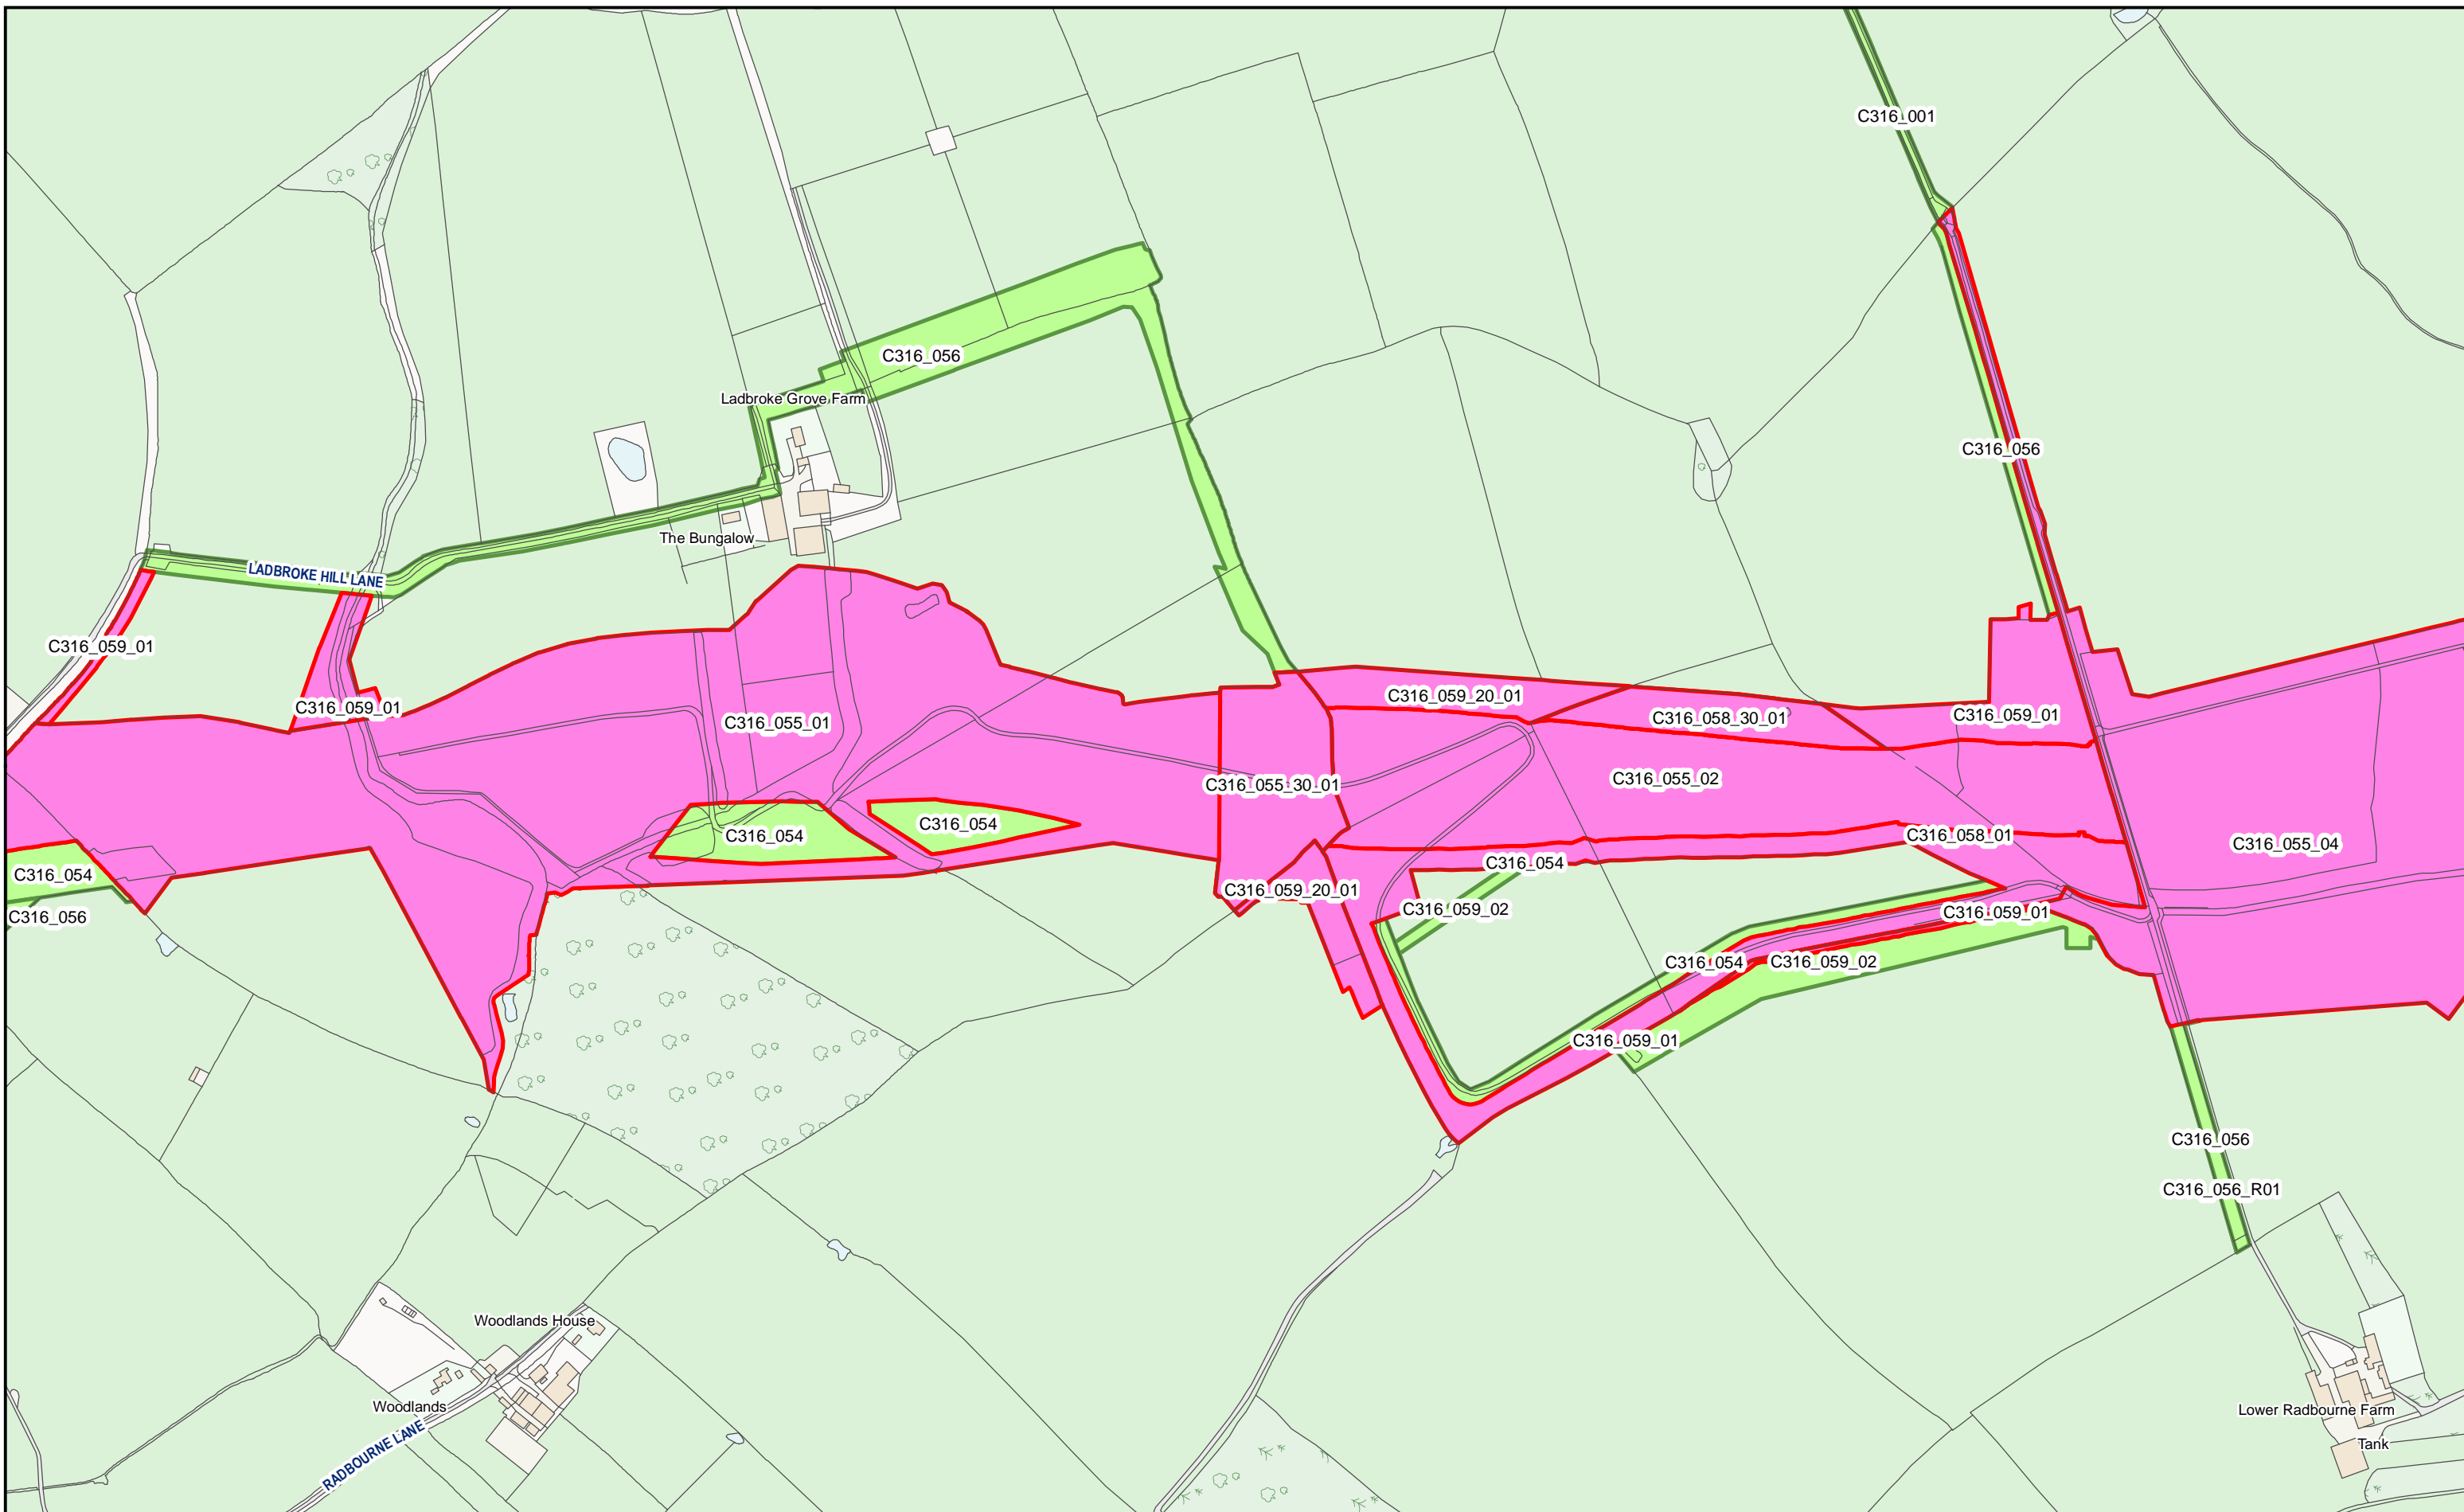 C316_001
C316_056
Ladbroke Grove Farm
C316_056
The Bungalow
LADBROKE HILL LANE
C316_059_01
C316_059_01
C316_059_20_01
C316_058_30_01
C316_059_01
C316_055_01
C316_055_30_01
C316_055_02
C316_054
C316_054
C316_058_01
C316_055_04
C316_054
C316_054
C316_059_20_01
C316_059_02
C316_059_01
C316_056
C316_054
C316_059_02
C316_059_01
C316_056
C316_056_R01
Woodlands House
Woodlands
RADBOURNE LANE
Lower Radbourne Farm
Tank